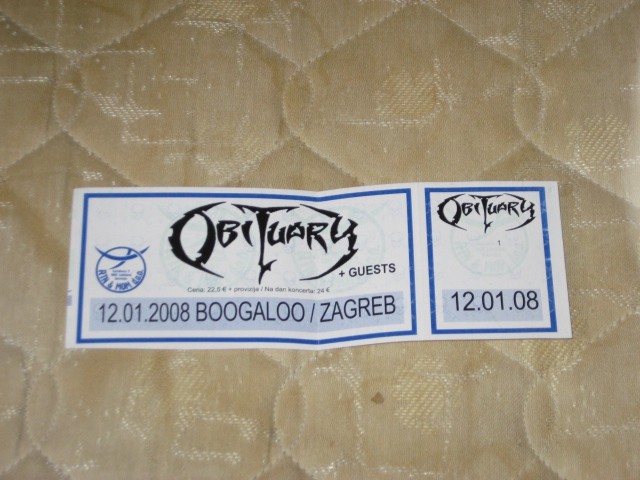 OBITUARY
+ GUESTS
Cena: 22,5 € + provizija / Na dan koncerta: 24 €
12.01.2008 BOOGALOO / ZAGREB
OBITUARY
1
12.01.08